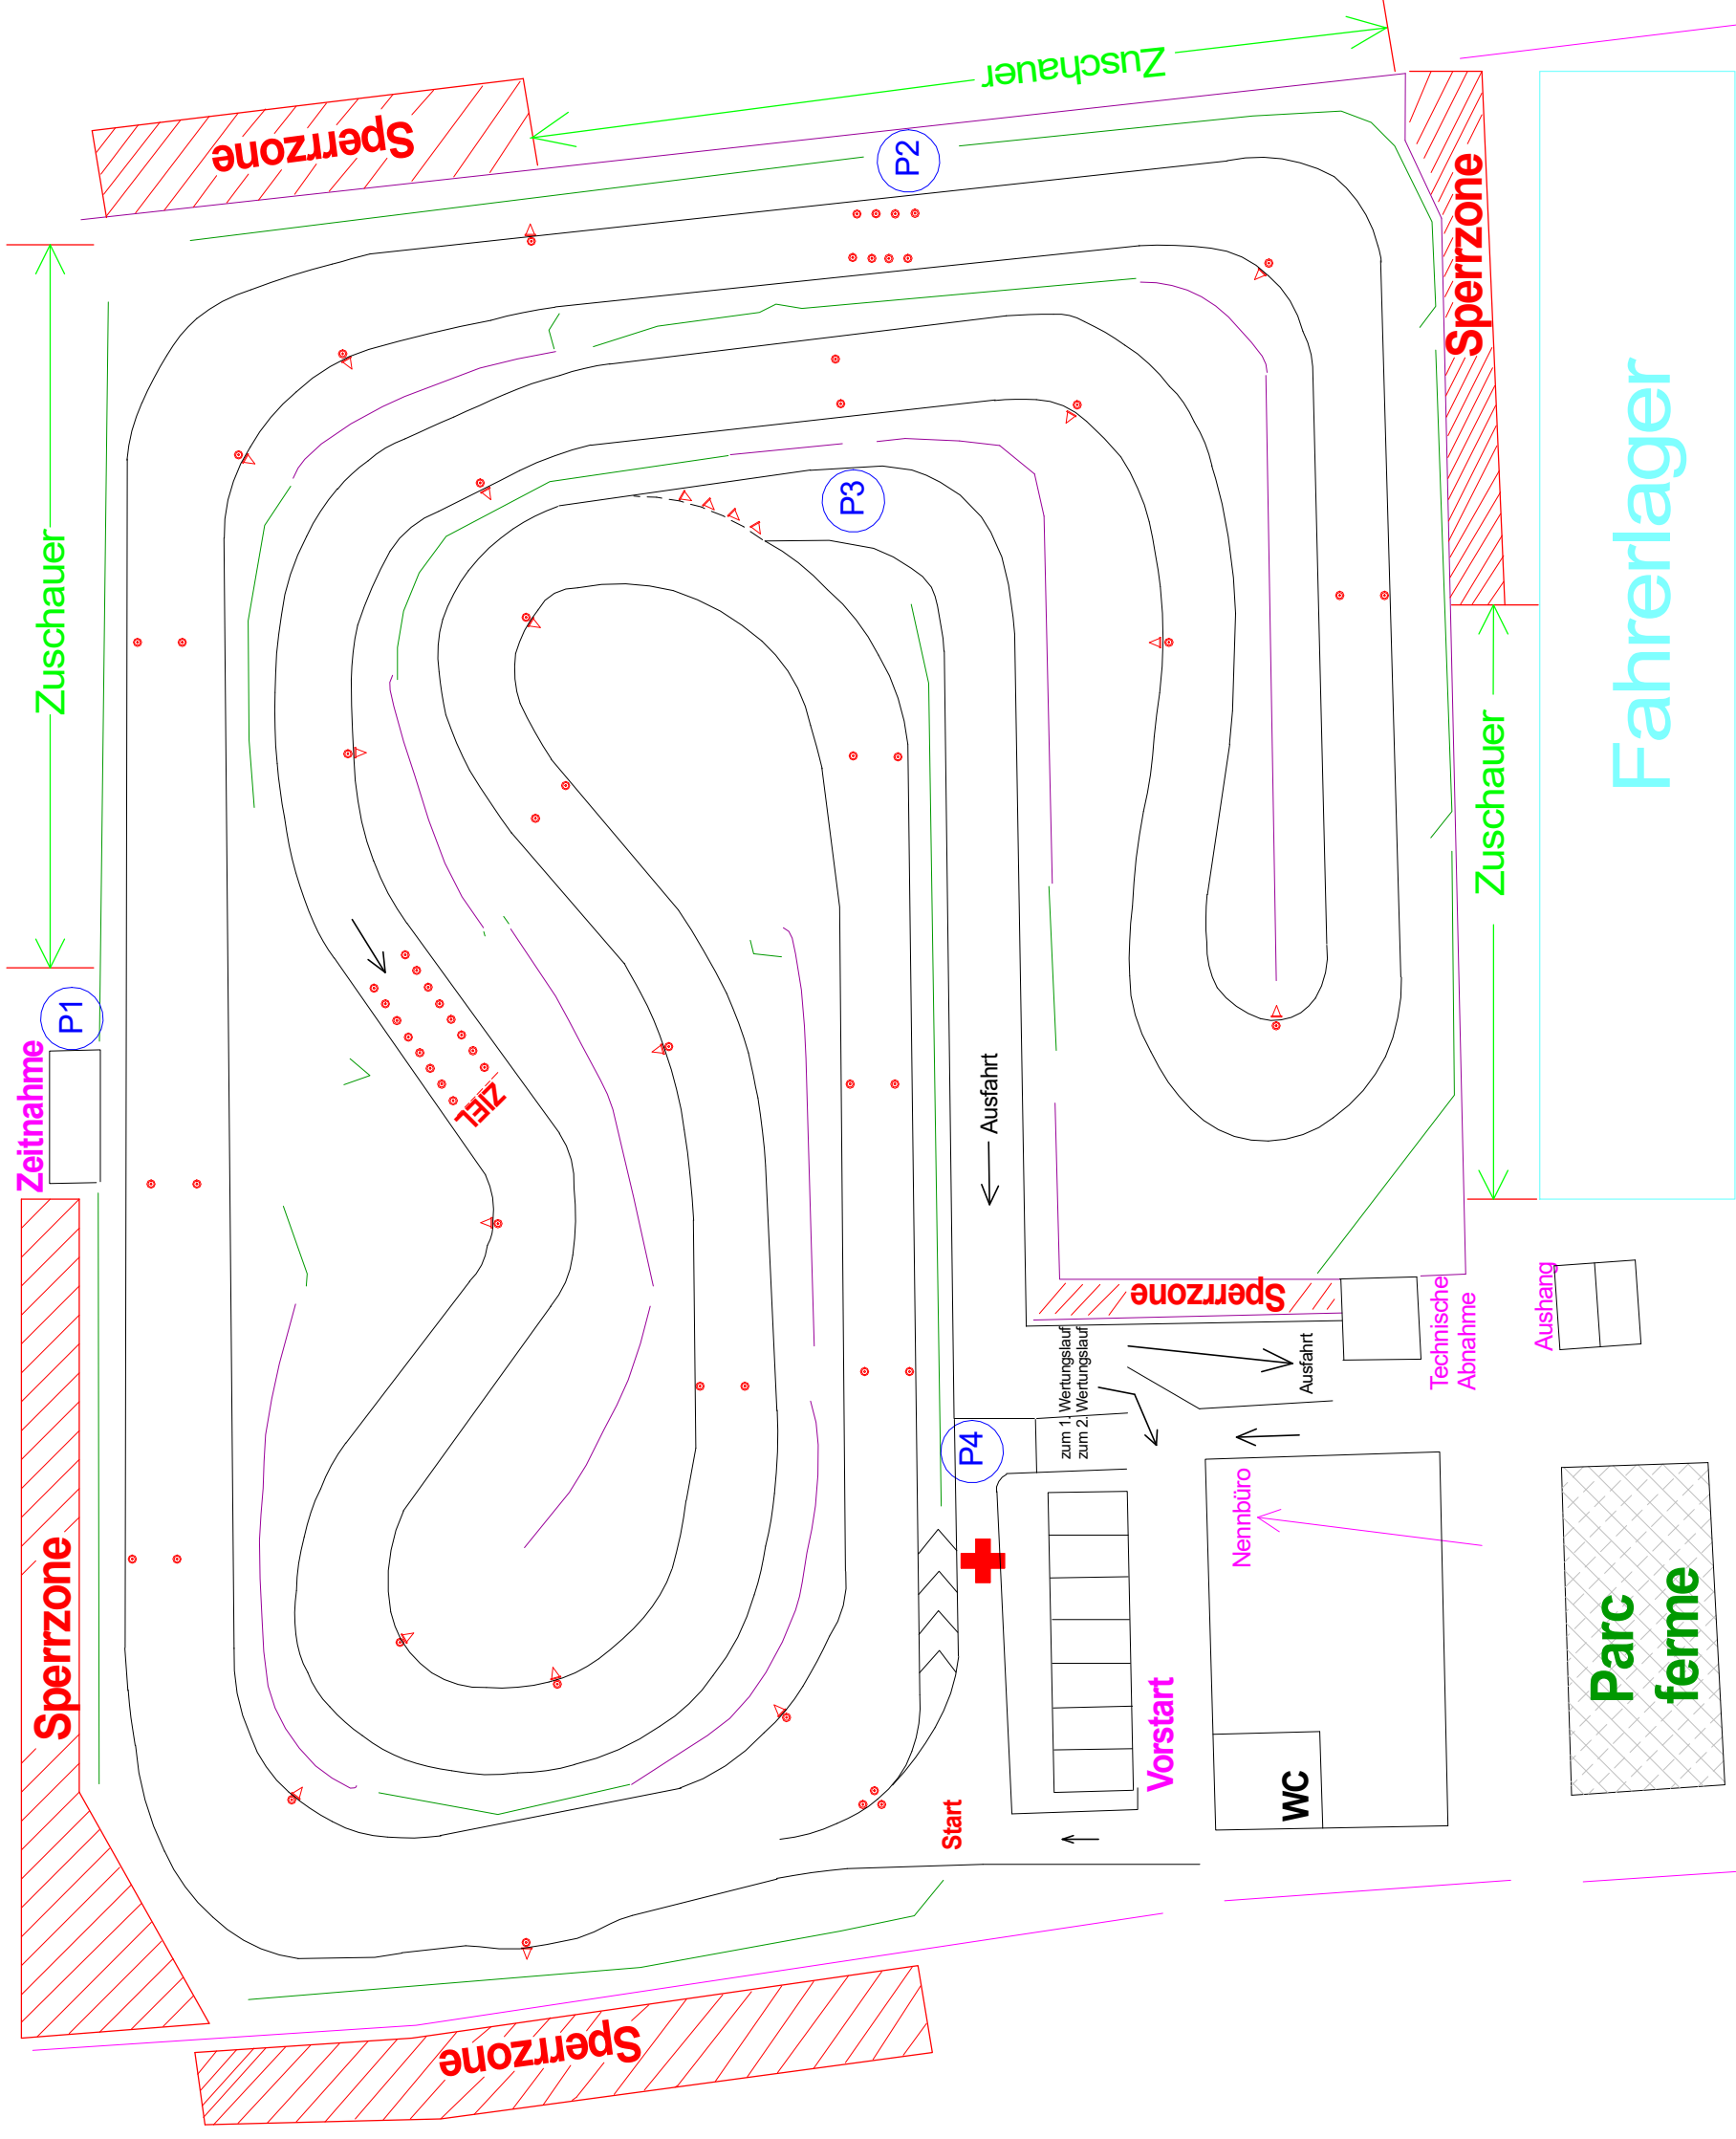 Zuschauer
Sperrzone
P2
Sperrzone
Sperrzone
Fahrerlager
P3
Zuschauer
Zuschauer
P1
Zeitnahme
ZIEL
Ausfahrt
Sperrzone
Technische
Abnahme
Aushang
zum 1. Wertungslauf
zum 2. Wertungslauf
Ausfahrt
P4
Nennbüro
Sperrzone
Parc
ferme
Vorstart
WC
Start
Sperrzone